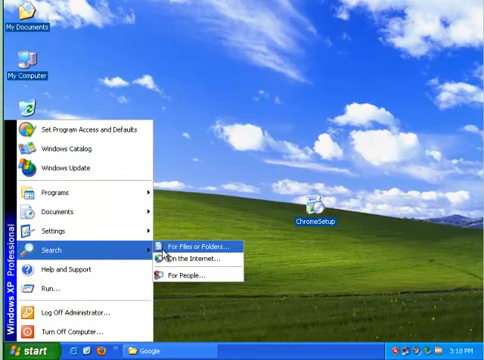 My Documents
My Computer
Set Program Access and Defaults
Windows Catalog
Windows Update
Programs
Documents
Settings
Search
Help and Support
Run...
Log Off Administrator...
Turn Off Computer...
Windows XP Professional
For Files or Folders...
On the Internet...
For People...
ChromeSetup
start
»
Google
3:10 PM